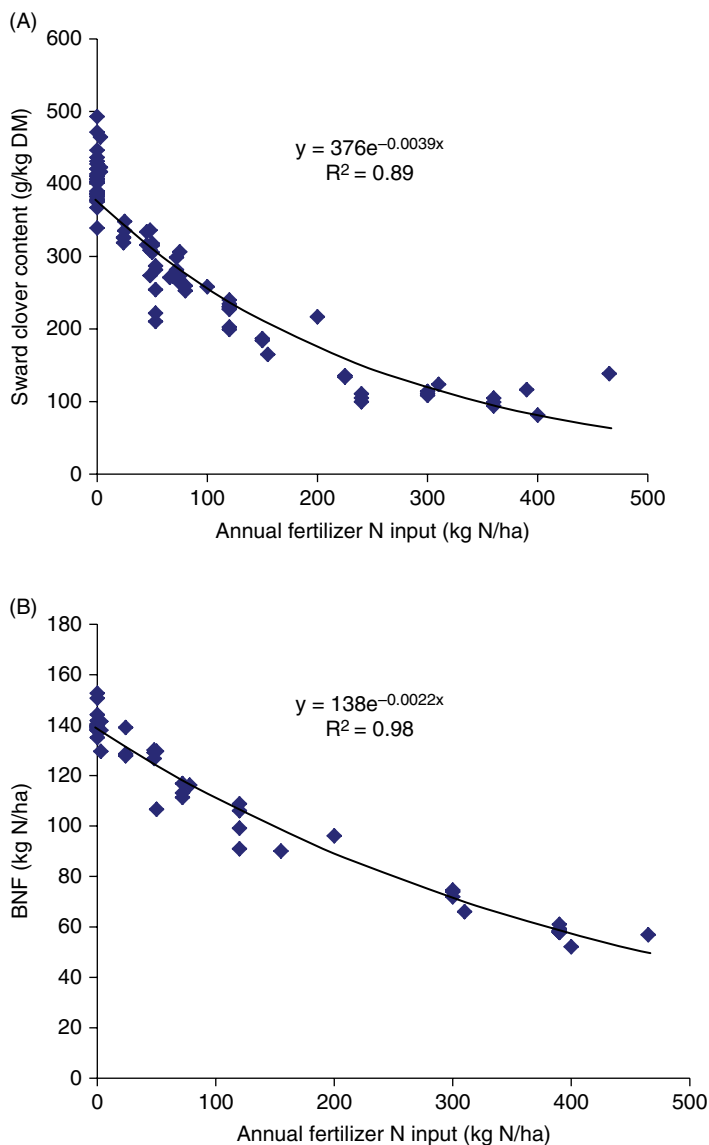 (A)
600
500
400
300
200
100
0
Sward clover content (g/kg DM)
y = 376e^–0.0039x
R² = 0.89
0 100 200 300 400 500
Annual fertilizer N input (kg N/ha)
(B)
180
160
140
120
100
80
60
40
20
0
BNF (kg N/ha)
y = 138e^–0.0022x
R² = 0.98
0 100 200 300 400 500
Annual fertilizer N input (kg N/ha)